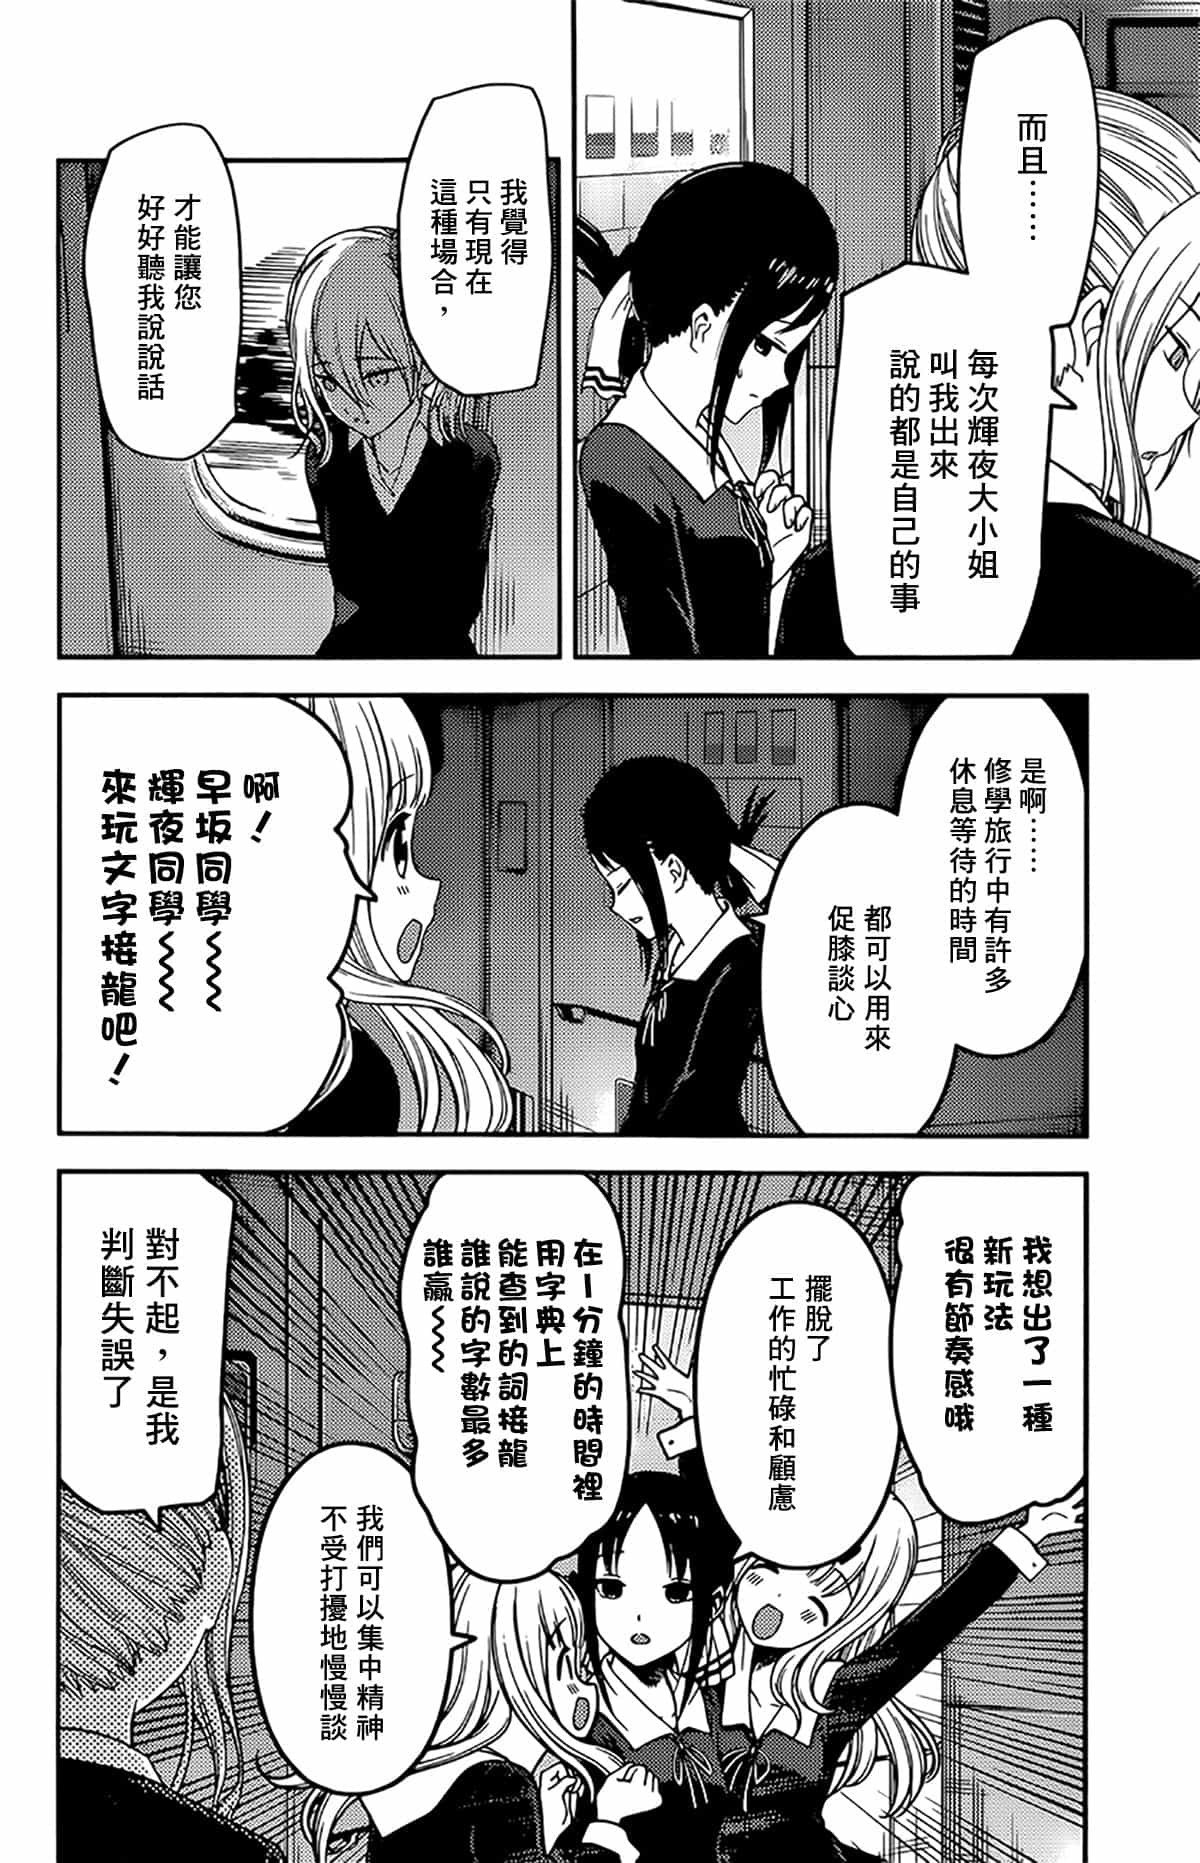 而且……
每次輝夜大小姐
叫我出來
說的都是自己的事
我覺得
只有現在
這種場合，
才能讓您
好好聽我說說話
是啊……
修學旅行中有許多
休息等待的時間
都可以用來
促膝談心
啊！
早坂同學～～
輝夜同學～～
來玩文字接龍吧！
我想出了一種
新玩法
很有節奏感哦
擺脫了
工作的忙碌和顧慮
在1分鐘的時間裡
用字典上
能查到的詞接龍
誰說的字數最多
誰贏～～
我們可以集中精神
不受打擾地慢慢談
對不起，是我
判斷失誤了